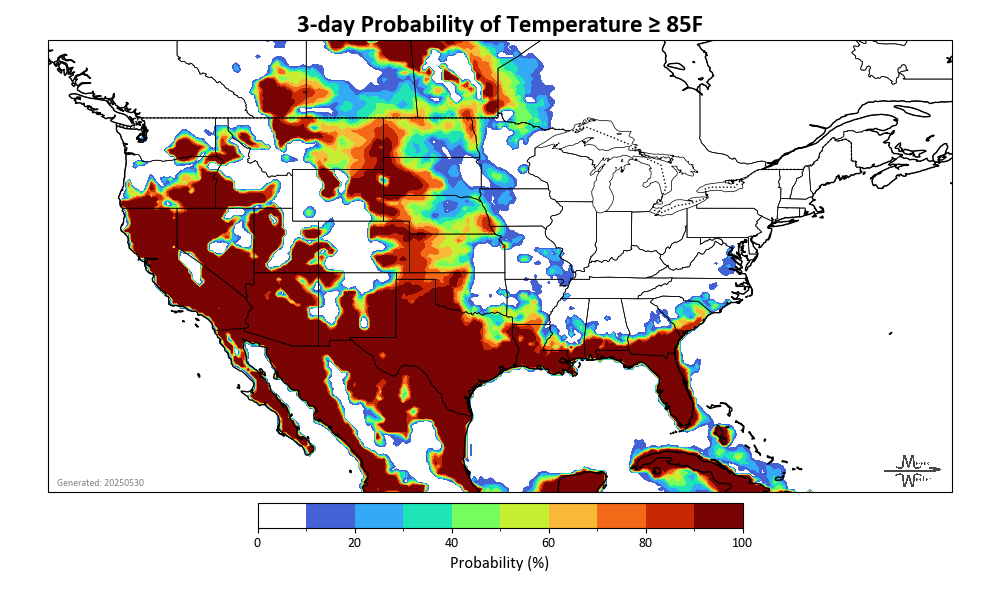 3-day Probability of Temperature ≥ 85F
Generated: 20250530
0 20 40 60 80 100
Probability (%)